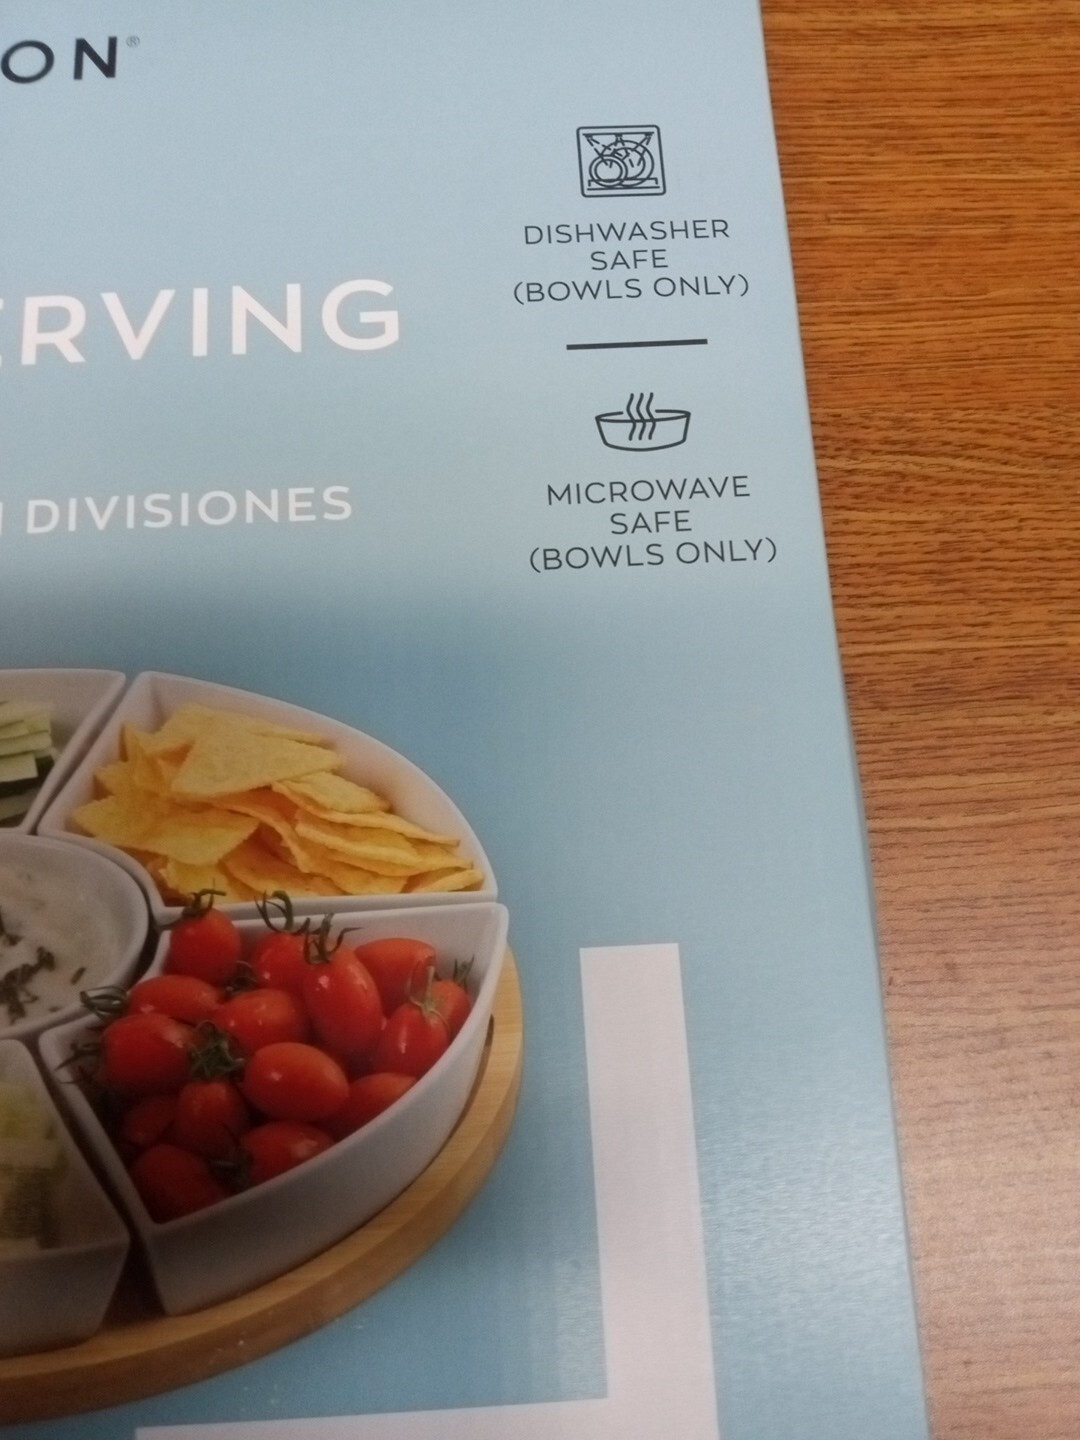 ON®
DISHWASHER
SAFE
(BOWLS ONLY)
ERVING
MICROWAVE
SAFE
(BOWLS ONLY)
DIVISIONES